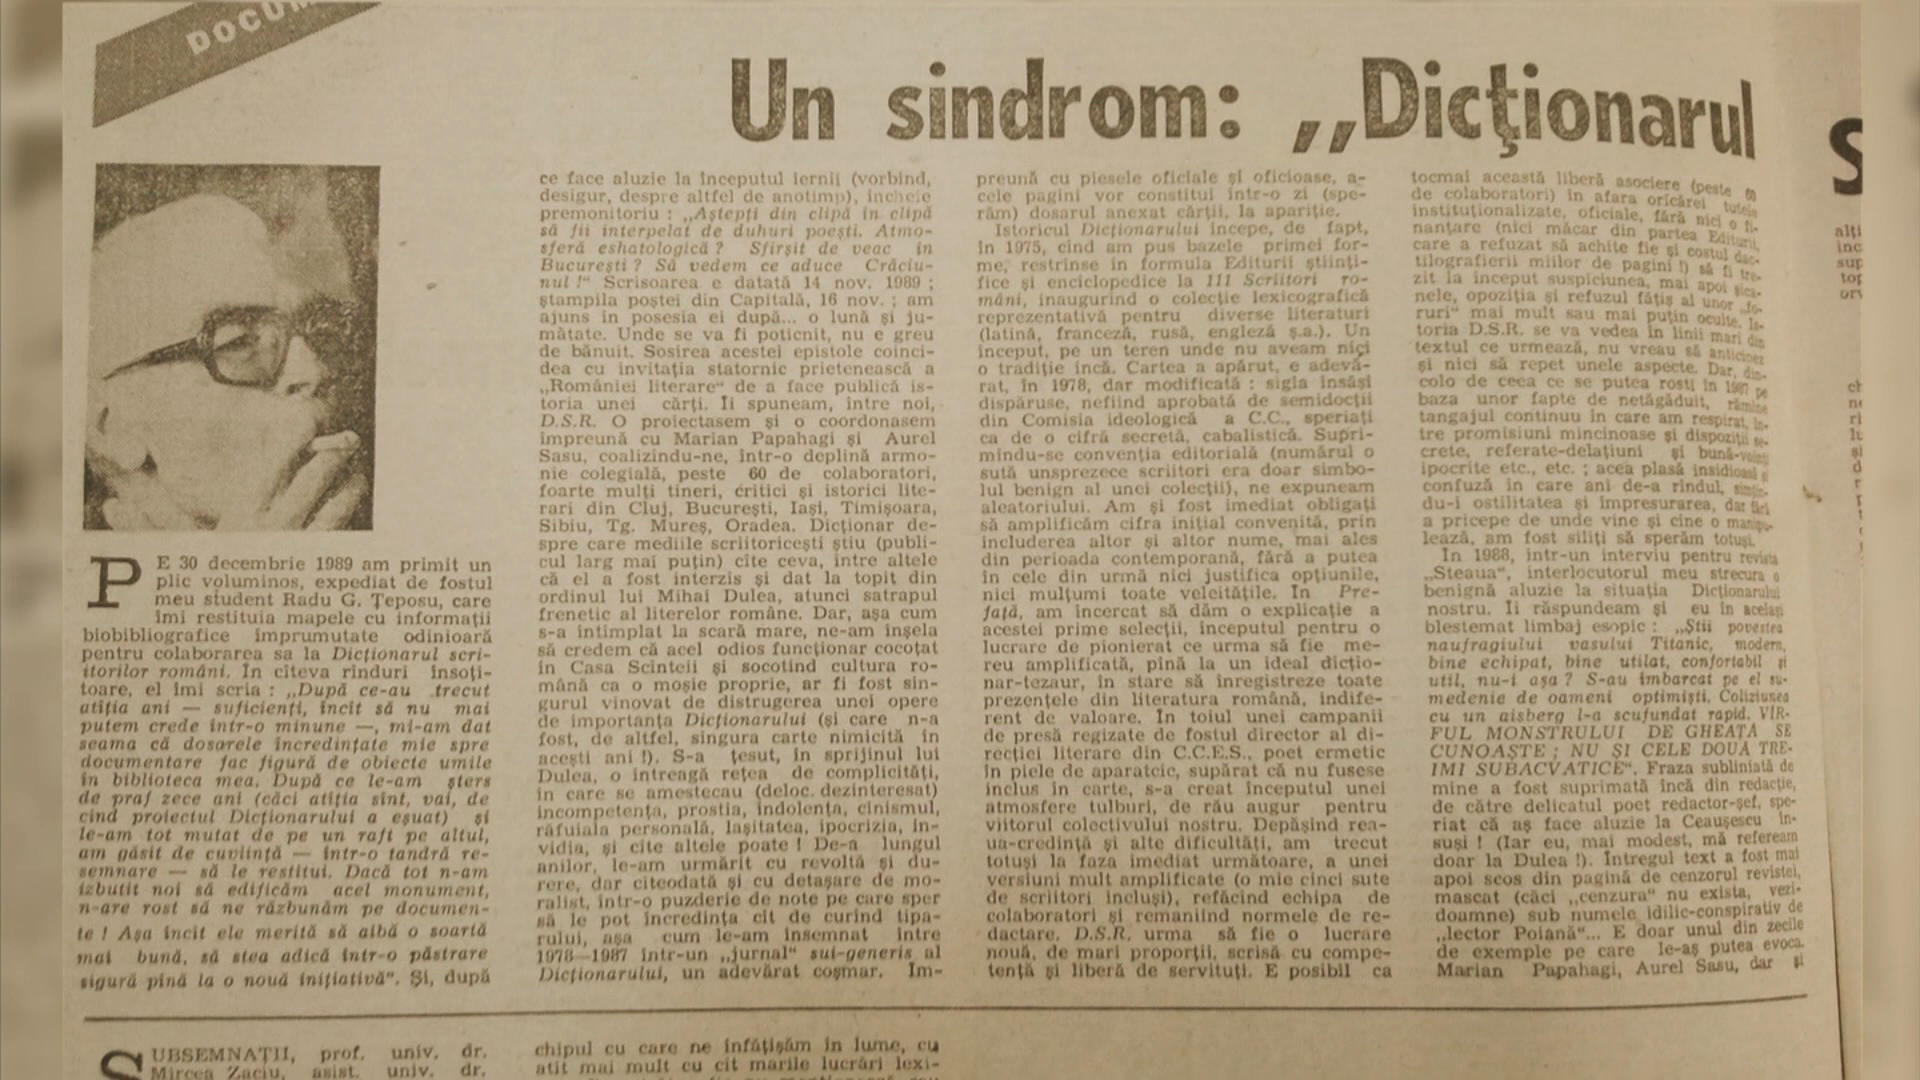 DOCUM
Un sindrom: ,,Dicţionarul
S
PE 30 decembrie 1989 am primit un
plic voluminos, expediat de fostul
meu student Radu G. Ţeposu, care
îmi restituia mapele cu informaţii
biobibliografice împrumutate odinioară
pentru colaborarea sa la Dicţionarul scri-
itorilor români. In cîteva rînduri însoţi-
toare, el îmi scria : „După ce-au trecut
atîţia ani — suficienţi, încît să nu mai
putem crede într-o minune —, mi-am dat
seama că dosarele încredinţate mie spre
documentare fac figură de obiecte umile
în biblioteca mea. După ce le-am şters
de praf zece ani (căci atîţia sînt, vai, de
cînd proiectul Dicţionarului a eşuat) şi
le-am tot mutat de pe un raft pe altul,
am găsit de cuviinţă — într-o tandră re-
semnare — să le restitui. Dacă tot n-am
izbutit noi să edificăm acel monument,
n-are rost să ne răzbunăm pe documen-
te ! Aşa încît ele merită să aibă o soartă
mai bună, să stea adică într-o păstrare
sigură pînă la o nouă iniţiativă“. Şi, după
ce face aluzie la începutul iernii (vorbind,
desigur, despre altfel de anotimp), încheie
premonitoriu : „Aştepţi din clipă în clipă
să fii interpelat de duhuri poeşti. Atmo-
sferă eshatologică ? Sfîrşit de veac în
Bucureşti ? Să vedem ce aduce Crăciu-
nul !“ Scrisoarea e datată 14 nov. 1989 ;
ştampila poştei din Capitală, 16 nov. ; am
ajuns în posesia ei după... o lună şi ju-
mătate. Unde se va fi poticnit, nu e greu
de bănuit. Sosirea acestei epistole coinci-
dea cu invitaţia statornic prietenească a
„României literare“ de a face publică is-
toria unei cărţi. Ii spuneam, între noi,
D.S.R. O proiectasem şi o coordonasem
împreună cu Marian Papahagi şi Aurel
Sasu, coalizîndu-ne, într-o deplină armo-
nie colegială, peste 60 de colaboratori,
foarte mulţi tineri, critici şi istorici lite-
rari din Cluj, Bucureşti, Iaşi, Timişoara,
Sibiu, Tg. Mureş, Oradea. Dicţionar de-
spre care mediile scriitoriceşti ştiu (publi-
cul larg mai puţin) cîte ceva, între altele
că el a fost interzis şi dat la topit din
ordinul lui Mihai Dulea, atunci satrapul
frenetic al literelor române. Dar, aşa cum
s-a întîmplat la scară mare, ne-am înşela
să credem că acel odios funcţionar cocoţat
în Casa Scînteii şi socotind cultura ro-
mână ca o moşie proprie, ar fi fost sin-
gurul vinovat de distrugerea unei opere
de importanţa Dicţionarului (şi care n-a
fost, de altfel, singura carte nimicită în
aceşti ani !). S-a ţesut, în sprijinul lui
Dulea, o întreagă reţea de complicităţi,
în care se amestecau (deloc dezinteresat)
incompetenţa, prostia, indolenţa, cinismul,
răfuiala personală, laşitatea, ipocrizia, in-
vidia, şi cîte altele poate ! De-a lungul
anilor, le-am urmărit cu revoltă şi du-
rere, dar cîteodată şi cu detaşare de mo-
ralist, într-o puzderie de note pe care sper
să le pot încredinţa cît de curînd tipa-
rului, aşa cum le-am însemnat între
1978—1987 într-un „jurnal“ sui-generis al
Dicţionarului, un adevărat coşmar. Im-
preună cu piesele oficiale şi oficioase, a-
cele pagini vor constitui într-o zi (spe-
răm) dosarul anexat cărţii, la apariţie.
Istoricul Dicţionarului începe, de fapt,
în 1975, cînd am pus bazele primei for-
me, restrînse în formula Editurii ştiinţi-
fice şi enciclopedice la 111 Scriitori ro-
mâni, inaugurînd o colecţie lexicografică
reprezentativă pentru diverse literaturi
(latină, franceză, rusă, engleză ş.a.). Un
început, pe un teren unde nu aveam nici
o tradiţie încă. Cartea a apărut, e adevă-
rat, în 1978, dar modificată : sigla însăşi
dispăruse, nefiind aprobată de semidocţii
din Comisia ideologică a C.C., speriaţi
ca de o cifră secretă, cabalistică. Supri-
mîndu-se convenţia editorială (numărul o
sută unsprezece scriitori era doar simbo-
lul benign al unei colecţii), ne expuneam
aleatoriului. Am şi fost imediat obligaţi
să amplificăm cifra iniţial convenită, prin
includerea altor şi altor nume, mai ales
din perioada contemporană, fără a putea
în cele din urmă nici justifica opţiunile,
nici mulţumi toate veleităţile. In Pre-
faţă, am încercat să dăm o explicaţie a
acestei prime selecţii, începutul pentru o
lucrare de pionierat ce urma să fie me-
reu amplificată, pînă la un ideal dicţio-
nar-tezaur, în stare să înregistreze toate
prezenţele din literatura română, indife-
rent de valoare. In toiul unei campanii
de presă regizate de fostul director al di-
recţiei literare din C.C.E.S., poet ermetic
în piele de aparatcic, supărat că nu fusese
inclus în carte, s-a creat începutul unei
atmosfere tulburi, de rău augur pentru
viitorul colectivului nostru. Depăşind rea-
ua-credinţă şi alte dificultăţi, am trecut
totuşi la faza imediat următoare, a unei
versiuni mult amplificate (o mie cinci sute
de scriitori incluşi), refăcînd echipa de
colaboratori şi remaniind normele de re-
dactare. D.S.R. urma să fie o lucrare
nouă, de mari proporţii, scrisă cu compe-
tenţă şi liberă de servituţi. E posibil ca
tocmai această liberă asociere (peste 60
de colaboratori) în afara oricărei tutele
instituţionalizate, oficiale, fără nici o fi-
nanţare (nici măcar din partea Editurii,
care a refuzat să achite fie şi costul dac-
tilografierii miilor de pagini !) să fi tre-
zit la început suspiciunea, mai apoi şica-
nele, opoziţia şi refuzul făţiş al unor „fo-
ruri“ mai mult sau mai puţin oculte. Is-
toria D.S.R. se va vedea în linii mari din
textul ce urmează, nu vreau să anticipez
şi nici să repet unele aspecte. Dar, din-
colo de ceea ce se putea rosti în 1987 pe
baza unor fapte de netăgăduit, rămîne
tangajul continuu în care am respirat, în-
tre promisiuni mincinoase şi dispoziţii se-
crete, referate-delaţiuni şi bună-voinţi
ipocrite etc., etc. ; acea plasă insidioasă şi
confuză în care ani de-a rîndul, simţin-
du-i ostilitatea şi împresurarea, dar fără
a pricepe de unde vine şi cine o manipu-
lează, am fost siliţi să sperăm totuşi.
In 1988, într-un interviu pentru revista
„Steaua“, interlocutorul meu strecura o
benignă aluzie la situaţia Dicţionarului
nostru. Ii răspundeam şi eu în acelaşi
blestemat limbaj esopic : „Ştii povestea
naufragiului vasului Titanic, modern,
bine echipat, bine utilat, confortabil şi
util, nu-i aşa ? S-au îmbarcat pe el su-
medenie de oameni optimişti. Coliziunea
cu un aisberg l-a scufundat rapid. VÎR-
FUL MONSTRULUI DE GHEAŢĂ SE
CUNOAŞTE ; NU ŞI CELE DOUĂ TRE-
IMI SUBACVATICE“. Fraza subliniată de
mine a fost suprimată încă din redacţie,
de către delicatul poet redactor-şef, spe-
riat că aş face aluzie la Ceauşescu în-
suşi ! (Iar eu, mai modest, mă refeream
doar la Dulea !). Intregul text a fost mai
apoi scos din pagină de cenzorul revistei,
mascat (căci „cenzura“ nu exista, vezi-
doamne) sub numele idilic-conspirativ de
„lector Poiană“... E doar unul din zecile
de exemple pe care le-aş putea evoca.
Marian Papahagi, Aurel Sasu, dar şi
SUBSEMNAŢII, prof. univ. dr.
Mircea Zaciu, asist. univ. dr.
chipul cu care ne înfăţişăm în lume, cu
atît mai mult cu cît marile lucrări lexi-